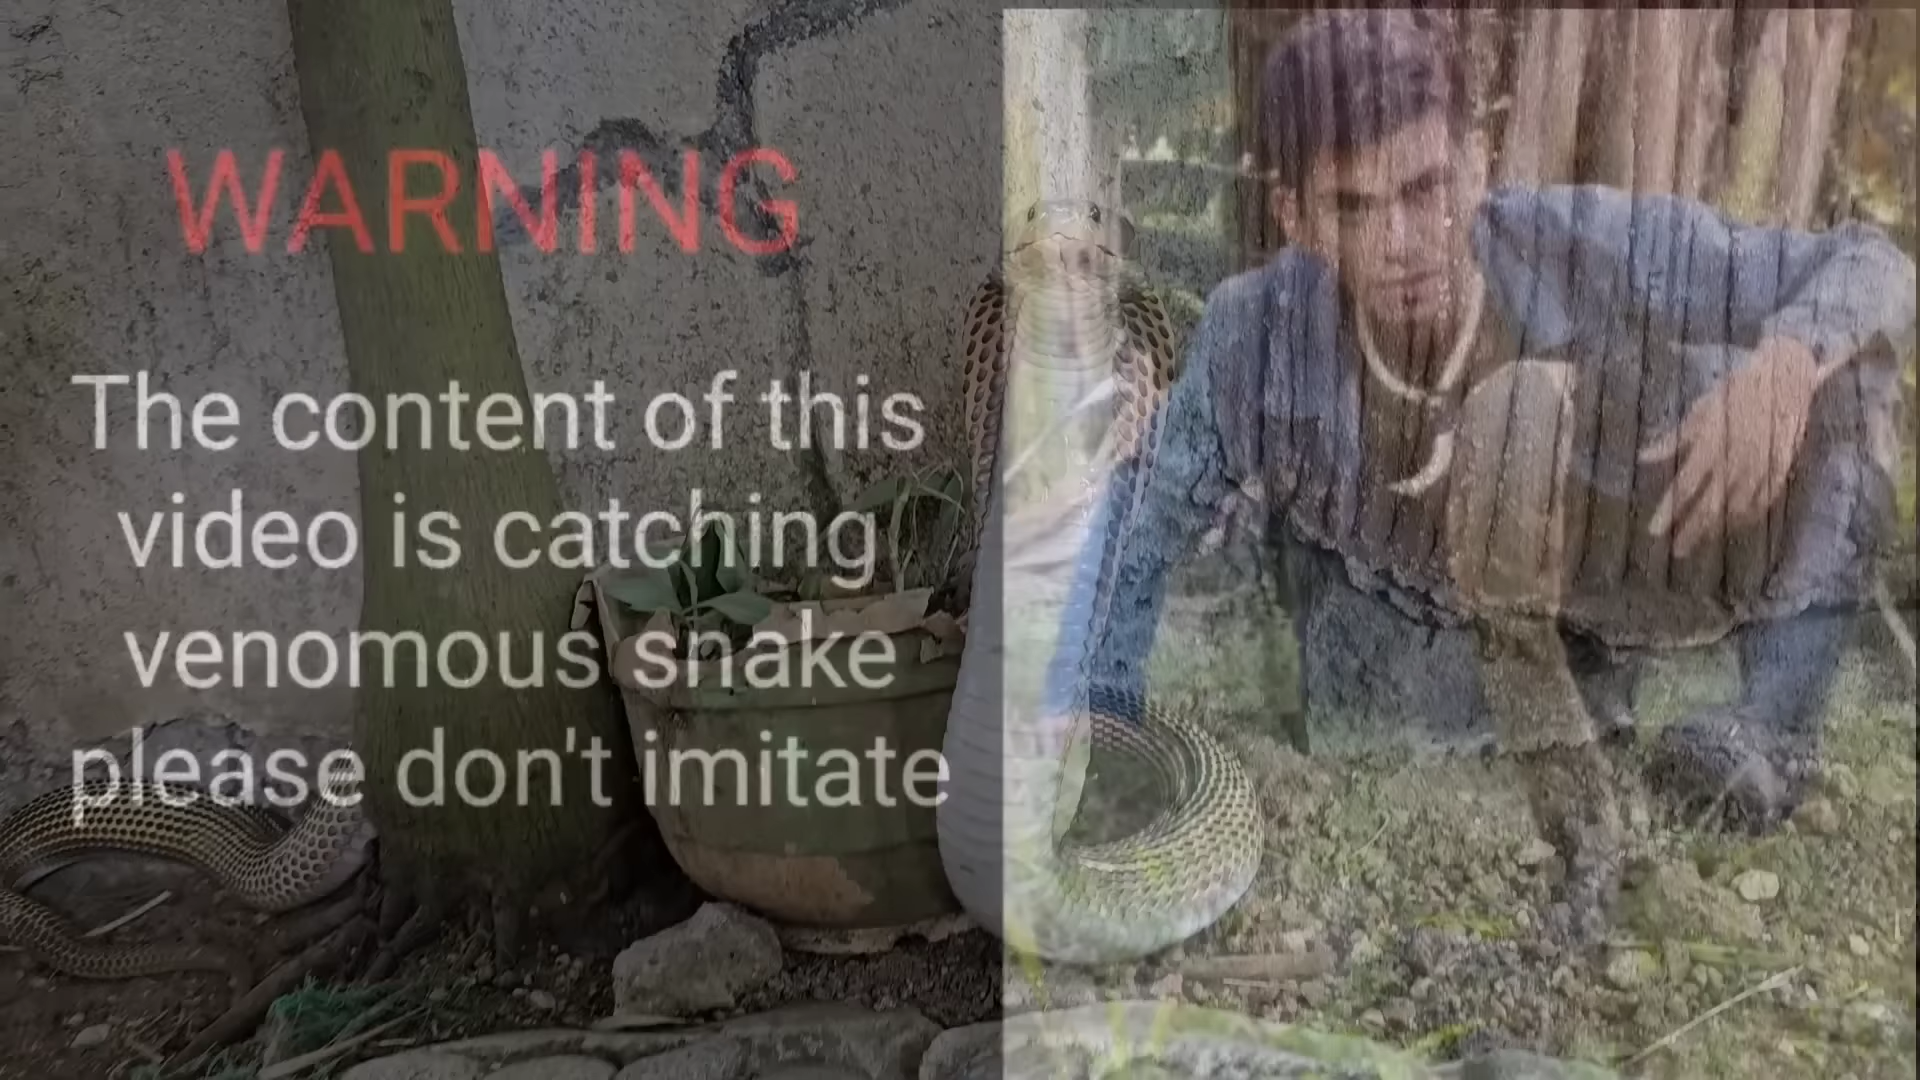 WARNING
The content of this
video is catching
venomous snake
please don't imitate